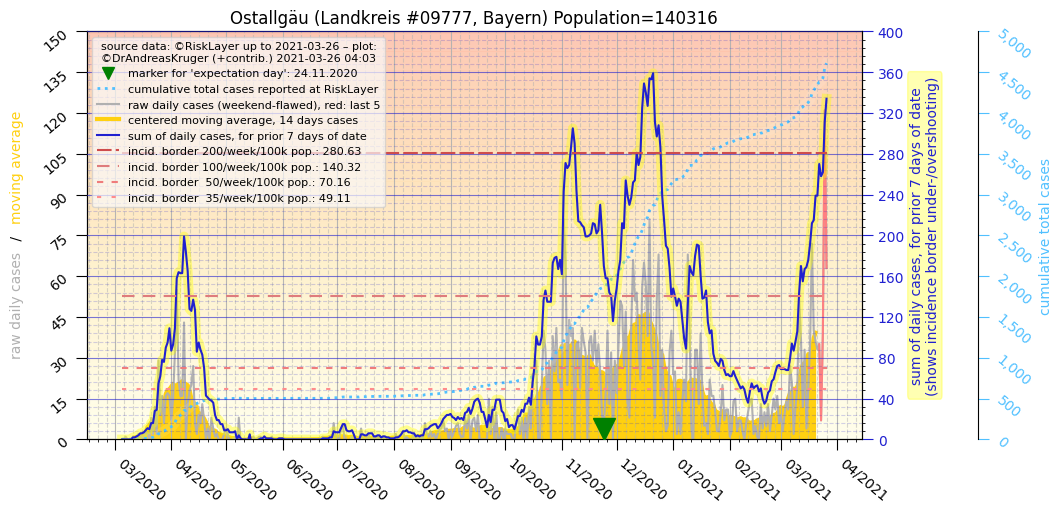 Ostallgäu (Landkreis #09777, Bayern) Population=140316
source data: ©RiskLayer up to 2021-03-26 – plot:
©DrAndreasKruger (+contrib.) 2021-03-26 04:03
marker for 'expectation day': 24.11.2020
cumulative total cases reported at RiskLayer
raw daily cases (weekend-flawed), red: last 5
centered moving average, 14 days cases
sum of daily cases, for prior 7 days of date
incid. border 200/week/100k pop.: 280.63
incid. border 100/week/100k pop.: 140.32
incid. border  50/week/100k pop.: 70.16
incid. border  35/week/100k pop.: 49.11
raw daily cases / moving average
150
135
120
105
90
75
60
45
30
15
0
03/2020
04/2020
05/2020
06/2020
07/2020
08/2020
09/2020
10/2020
11/2020
12/2020
01/2021
02/2021
03/2021
04/2021
400
360
320
280
240
200
160
120
80
40
0
sum of daily cases, for prior 7 days of date
(shows incidence border under-/overshooting)
5,000
4,500
4,000
3,500
3,000
2,500
2,000
1,500
1,000
500
0
cumulative total cases